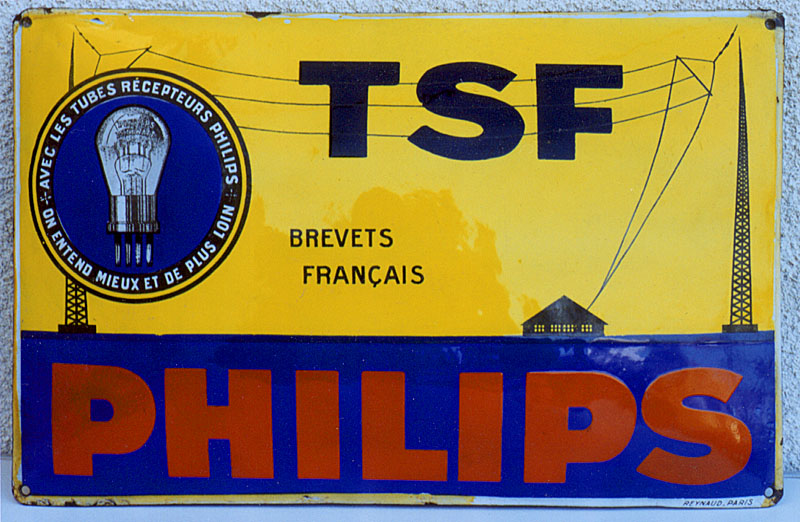 TSF
AVEC LES TUBES RÉCEPTEURS PHILIPS
ON ENTEND MIEUX ET DE PLUS LOIN
BREVETS
FRANÇAIS
PHILIPS
REYNAUD. PARIS